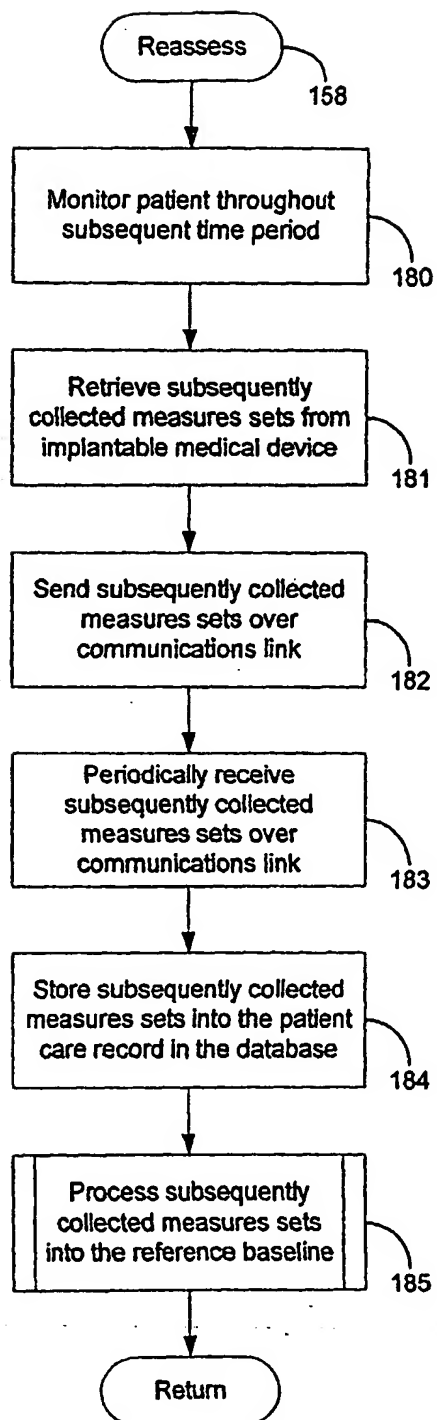 Reassess
158
Monitor patient throughout
subsequent time period
180
Retrieve subsequently
collected measures sets from
implantable medical device
181
Send subsequently collected
measures sets over
communications link
182
Periodically receive
subsequently collected
measures sets over
communications link
183
Store subsequently collected
measures sets into the patient
care record in the database
184
Process subsequently
collected measures sets
into the reference baseline
185
Return